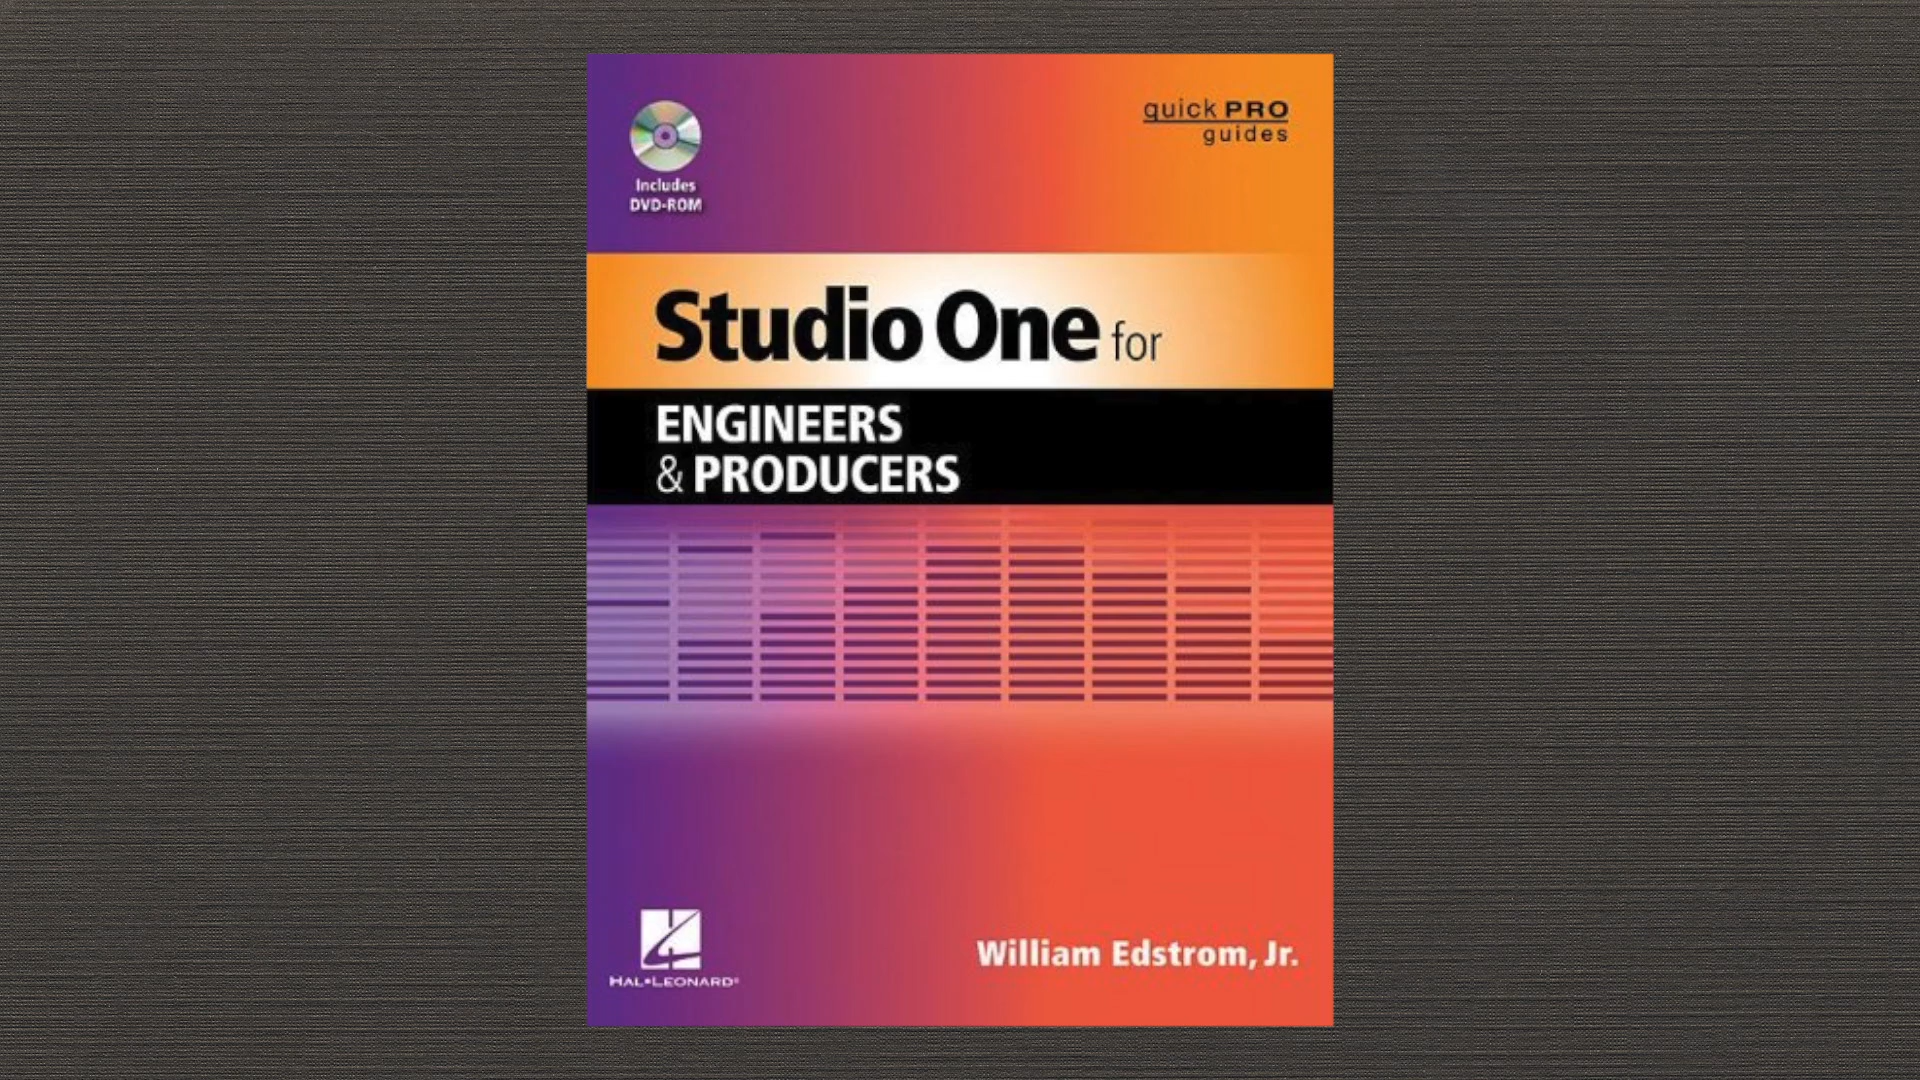 Includes
DVD-ROM
quick PRO
guides
Studio One for
ENGINEERS
& PRODUCERS
HAL•LEONARD®
William Edstrom, Jr.